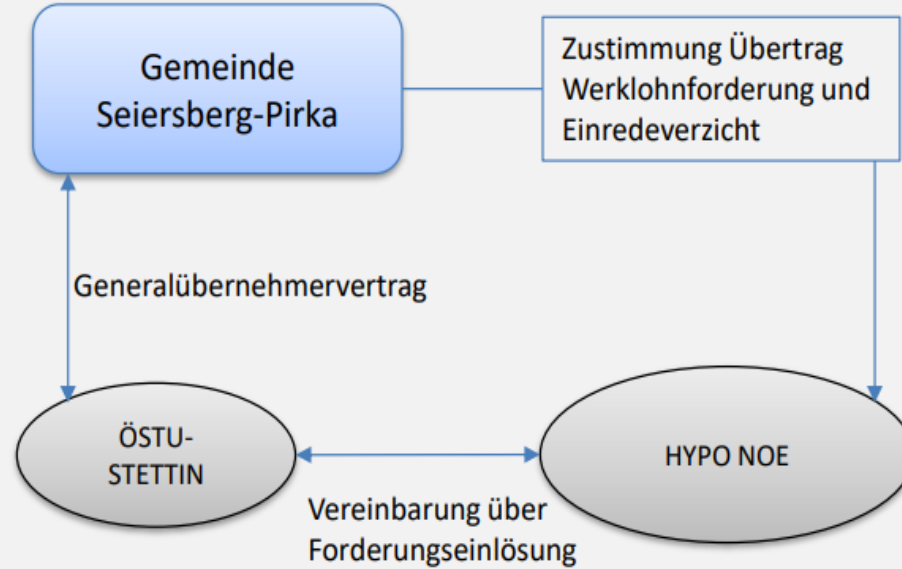 Gemeinde
Seiersberg-Pirka
Zustimmung Übertrag
Werklohnforderung und
Einredeverzicht
Generalübernehmervertrag
ÖSTU-
STETTIN
HYPO NOE
Vereinbarung über
Forderungseinlösung